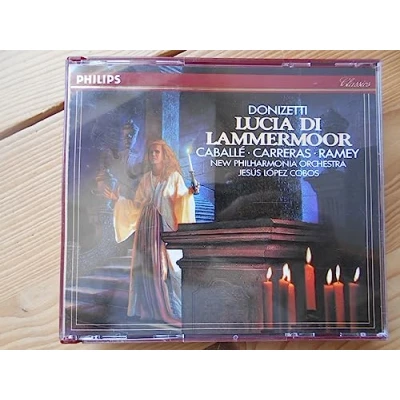 PHILIPS
Classics
DONIZETTI
LUCIA DI
LAMMERMOOR
CABALLÉ · CARRERAS · RAMEY
NEW PHILHARMONIA ORCHESTRA
JESÚS LÓPEZ COBOS